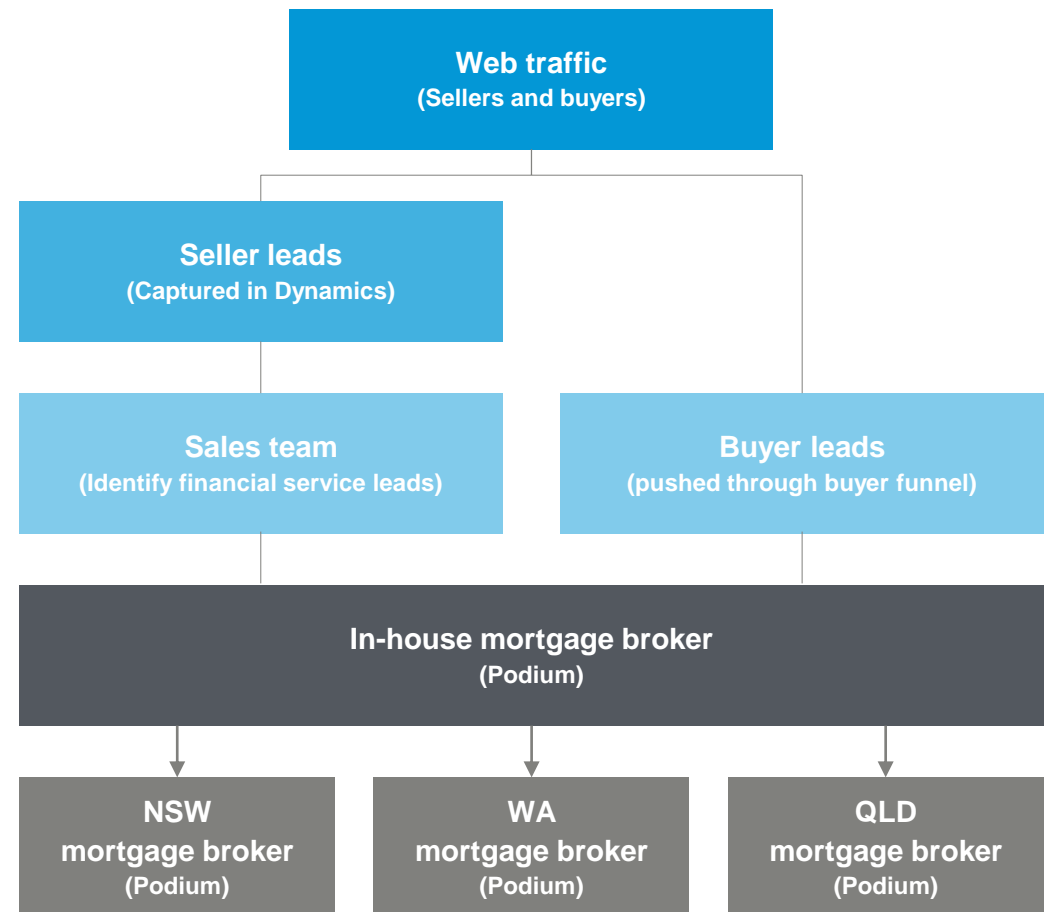 Web traffic
(Sellers and buyers)
Seller leads
(Captured in Dynamics)
Sales team
(Identify financial service leads)
Buyer leads
(pushed through buyer funnel)
In-house mortgage broker
(Podium)
NSW
mortgage broker
(Podium)
WA
mortgage broker
(Podium)
QLD
mortgage broker
(Podium)